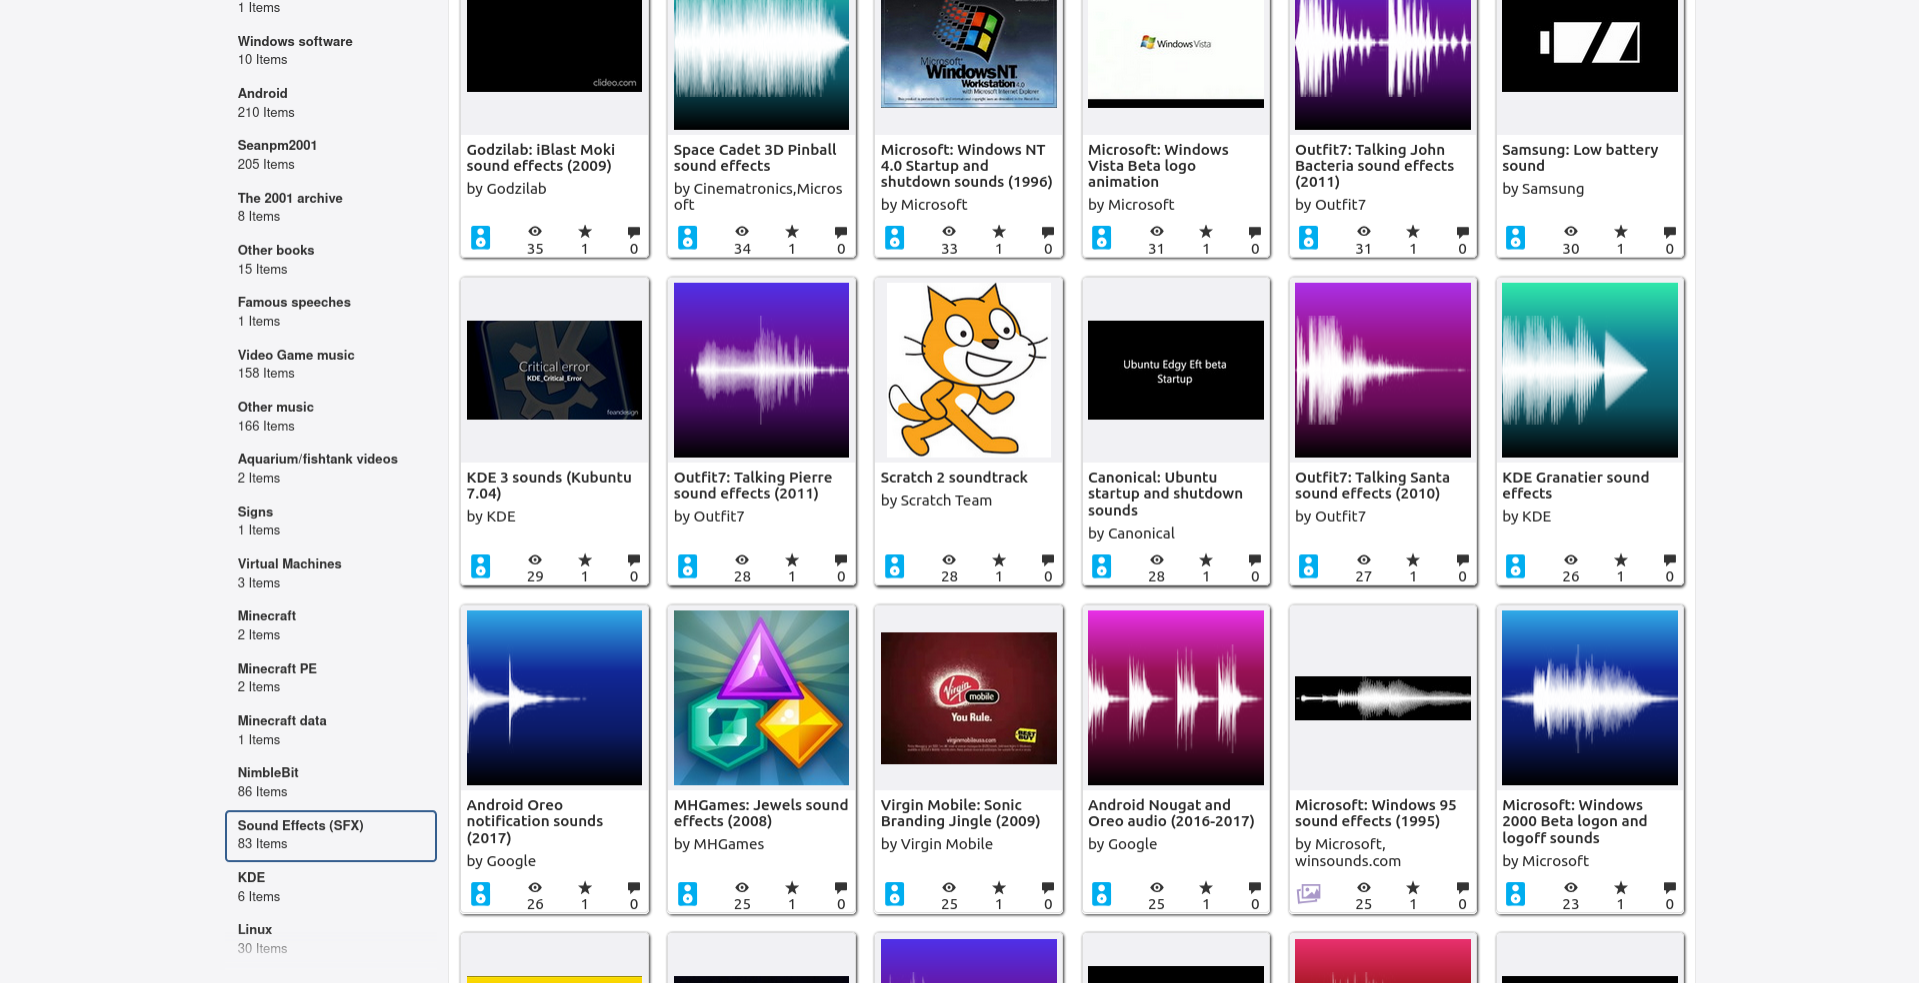 1 Items
Windows software
10 Items
Android
210 Items
Seanpm2001
205 Items
The 2001 archive
8 Items
Other books
15 Items
Famous speeches
1 Items
Video Game music
158 Items
Other music
166 Items
Aquarium/fishtank videos
2 Items
Signs
1 Items
Virtual Machines
3 Items
Minecraft
2 Items
Minecraft PE
2 Items
Minecraft data
1 Items
NimbleBit
86 Items
Sound Effects (SFX)
83 Items
KDE
6 Items
Linux
30 Items
clideo.com
Godzilab: iBlast Moki
sound effects (2009)
by Godzilab
35 1 0
Space Cadet 3D Pinball
sound effects
by Cinematronics,Micros
oft
34 1 0
Microsoft
Windows NT
Workstation 4.0
with Microsoft Internet Explorer
Microsoft: Windows NT
4.0 Startup and
shutdown sounds (1996)
by Microsoft
33 1 0
Windows Vista
Microsoft: Windows
Vista Beta logo
animation
by Microsoft
31 1 0
Outfit7: Talking John
Bacteria sound effects
(2011)
by Outfit7
31 1 0
Samsung: Low battery
sound
by Samsung
30 1 0
Critical error
KDE_Critical_Error
feandesign
KDE 3 sounds (Kubuntu
7.04)
by KDE
29 1 0
Outfit7: Talking Pierre
sound effects (2011)
by Outfit7
28 1 0
Scratch 2 soundtrack
by Scratch Team
28 1 0
Ubuntu Edgy Eft beta
Startup
Canonical: Ubuntu
startup and shutdown
sounds
by Canonical
28 1 0
Outfit7: Talking Santa
sound effects (2010)
by Outfit7
27 1 0
KDE Granatier sound
effects
by KDE
26 1 0
Android Oreo
notification sounds
(2017)
by Google
26 1 0
MHGames: Jewels sound
effects (2008)
by MHGames
25 1 0
Virgin
mobile
You Rule.
virginmobileusa.com
BEST BUY
Virgin Mobile: Sonic
Branding Jingle (2009)
by Virgin Mobile
25 1 0
Android Nougat and
Oreo audio (2016-2017)
by Google
25 1 0
Microsoft: Windows 95
sound effects (1995)
by Microsoft,
winsounds.com
25 1 0
Microsoft: Windows
2000 Beta logon and
logoff sounds
by Microsoft
23 1 0